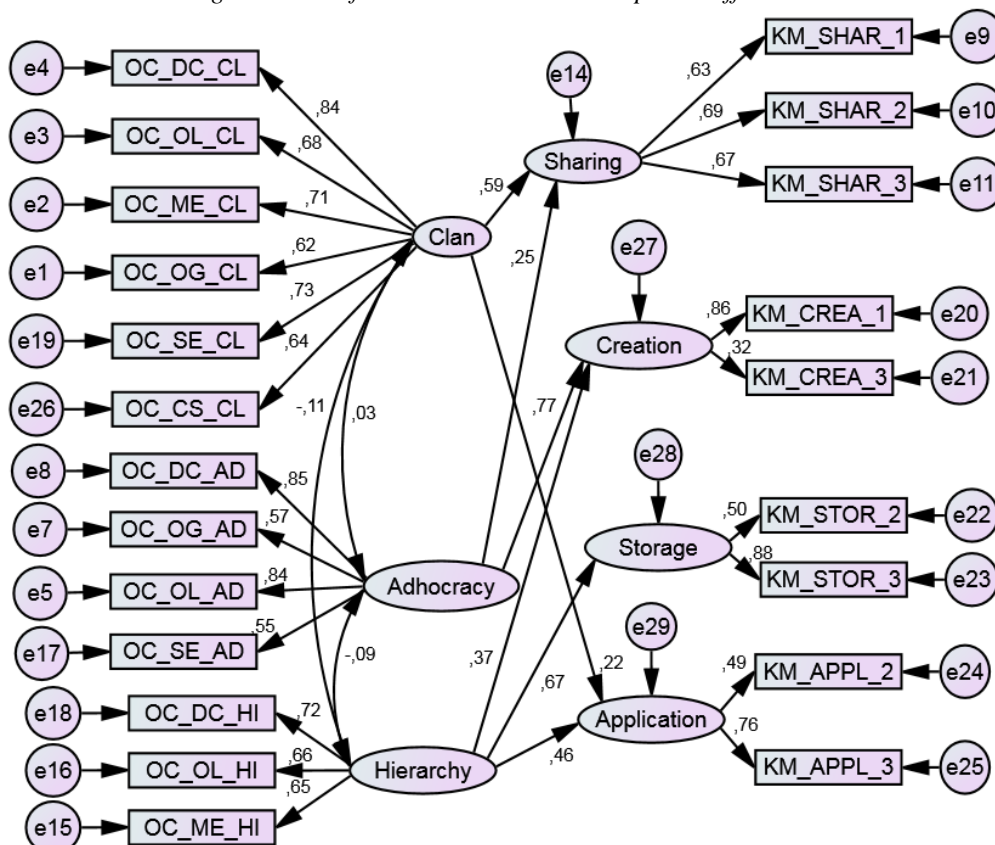 e4 OC_DC_CL ,84
e3 OC_OL_CL ,68
e2 OC_ME_CL ,71
e1 OC_OG_CL ,62
e19 OC_SE_CL ,73
e26 OC_CS_CL ,64
e8 OC_DC_AD ,85
e7 OC_OG_AD ,57
e5 OC_OL_AD ,84
e17 OC_SE_AD ,55
e18 OC_DC_HI ,72
e16 OC_OL_HI ,66
e15 OC_ME_HI ,65
Clan
Adhocracy
Hierarchy
-,11
,03
-,09
,59
,25
,77
,37
,67
,22
,46
e14
Sharing
,63 KM_SHAR_1 e9
,69 KM_SHAR_2 e10
,67 KM_SHAR_3 e11
e27
Creation
,86 KM_CREA_1 e20
,32 KM_CREA_3 e21
e28
Storage
,50 KM_STOR_2 e22
,88 KM_STOR_3 e23
e29
Application
,49 KM_APPL_2 e24
,76 KM_APPL_3 e25